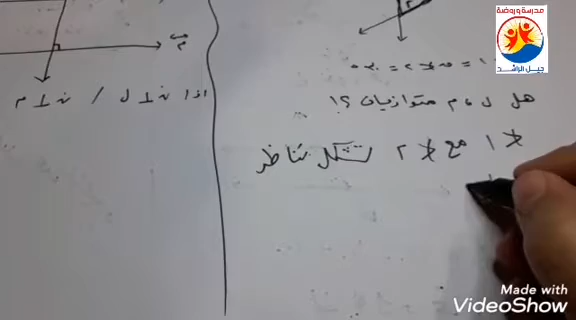 مدرسة وروضة
جيل الراشد
هل ل ، م متوازيان ؟!
∡١ مع ∡٢ تشكل تناظر
م
اذا ن ⊥ ل / ن ⊥ م
Made with
VideoShow